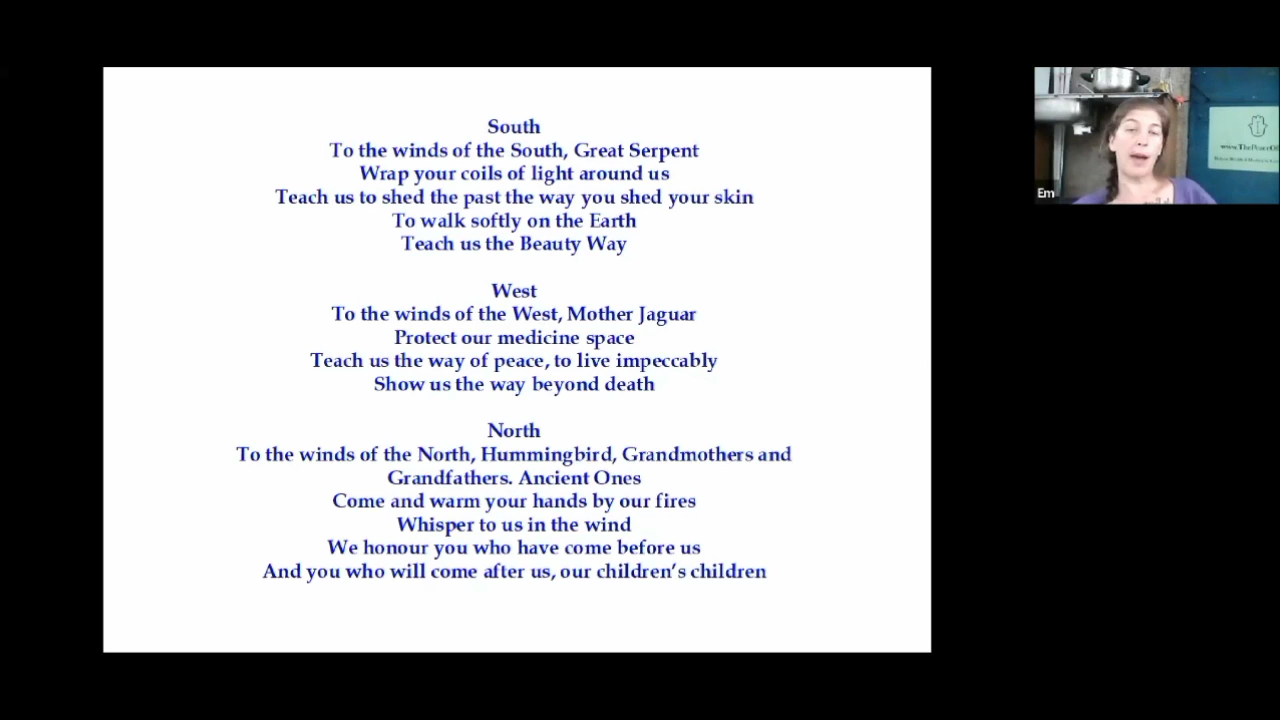 South
To the winds of the South, Great Serpent
Wrap your coils of light around us
Teach us to shed the past the way you shed your skin
To walk softly on the Earth
Teach us the Beauty Way
West
To the winds of the West, Mother Jaguar
Protect our medicine space
Teach us the way of peace, to live impeccably
Show us the way beyond death
North
To the winds of the North, Hummingbird, Grandmothers and
Grandfathers. Ancient Ones
Come and warm your hands by our fires
Whisper to us in the wind
We honour you who have come before us
And you who will come after us, our children's children
Em